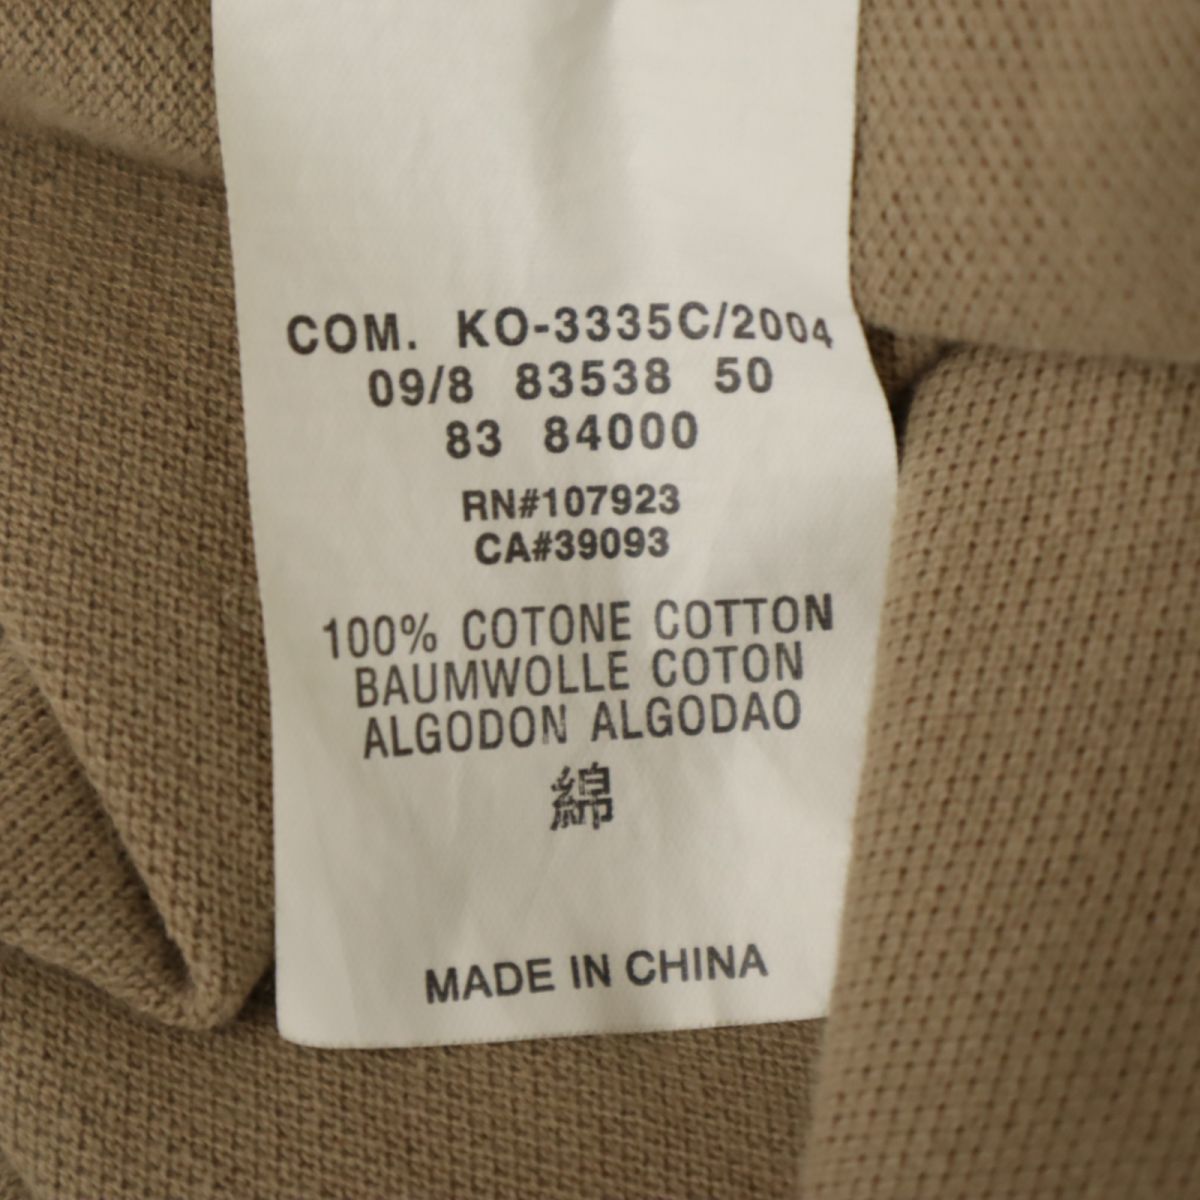 COM. KO-3335C/2004
09/8 83538 50
83 84000
RN#107923
CA#39093
100% COTONE COTTON
BAUMWOLLE COTON
ALGODON ALGODAO
綿
MADE IN CHINA